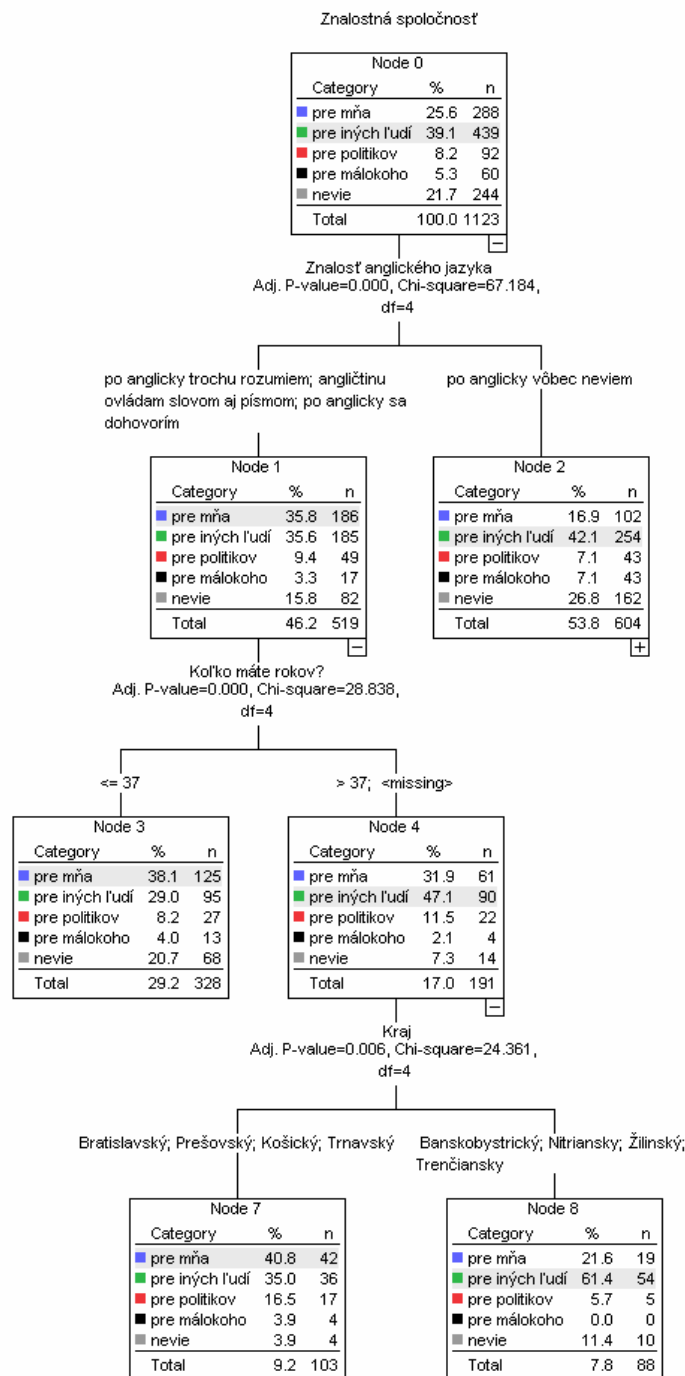 Znalostná spoločnosť
Node 0
Category % n
pre mňa 25.6 288
pre iných ľudí 39.1 439
pre politikov 8.2 92
pre málokoho 5.3 60
nevie 21.7 244
Total 100.0 1123
Znalosť anglického jazyka
Adj. P-value=0.000, Chi-square=67.184,
df=4
po anglicky trochu rozumiem; angličtinu
ovládam slovom aj písmom; po anglicky sa
dohovorím
po anglicky vôbec neviem
Node 1
Category % n
pre mňa 35.8 186
pre iných ľudí 35.6 185
pre politikov 9.4 49
pre málokoho 3.3 17
nevie 15.8 82
Total 46.2 519
Node 2
Category % n
pre mňa 16.9 102
pre iných ľudí 42.1 254
pre politikov 7.1 43
pre málokoho 7.1 43
nevie 26.8 162
Total 53.8 604
Koľko máte rokov?
Adj. P-value=0.000, Chi-square=28.838,
df=4
<= 37
> 37; <missing>
Node 3
Category % n
pre mňa 38.1 125
pre iných ľudí 29.0 95
pre politikov 8.2 27
pre málokoho 4.0 13
nevie 20.7 68
Total 29.2 328
Node 4
Category % n
pre mňa 31.9 61
pre iných ľudí 47.1 90
pre politikov 11.5 22
pre málokoho 2.1 4
nevie 7.3 14
Total 17.0 191
Kraj
Adj. P-value=0.006, Chi-square=24.361,
df=4
Bratislavský; Prešovský; Košický; Trnavský
Banskobystrický; Nitriansky; Žilinský;
Trenčiansky
Node 7
Category % n
pre mňa 40.8 42
pre iných ľudí 35.0 36
pre politikov 16.5 17
pre málokoho 3.9 4
nevie 3.9 4
Total 9.2 103
Node 8
Category % n
pre mňa 21.6 19
pre iných ľudí 61.4 54
pre politikov 5.7 5
pre málokoho 0.0 0
nevie 11.4 10
Total 7.8 88